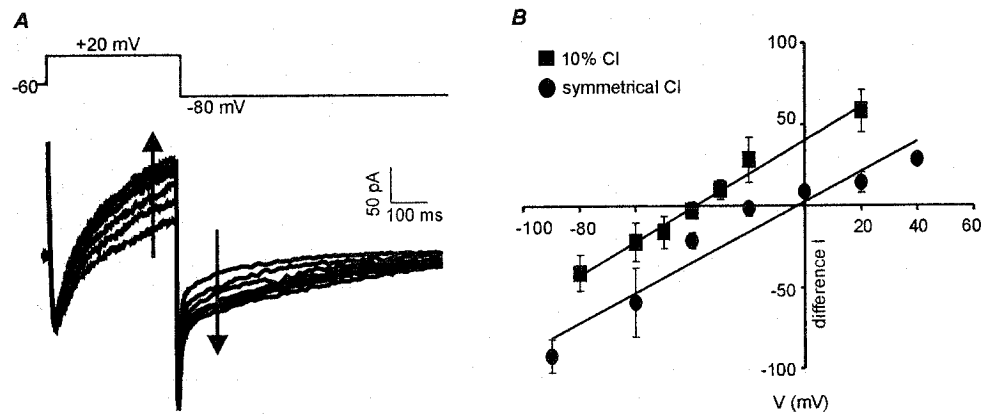 A
+20 mV
-60
-80 mV
50 pA
100 ms
B
10% Cl
symmetrical Cl
100
50
-100 -80 -60 -40 -20 0 20 40 60
-50
-100
difference I
V (mV)